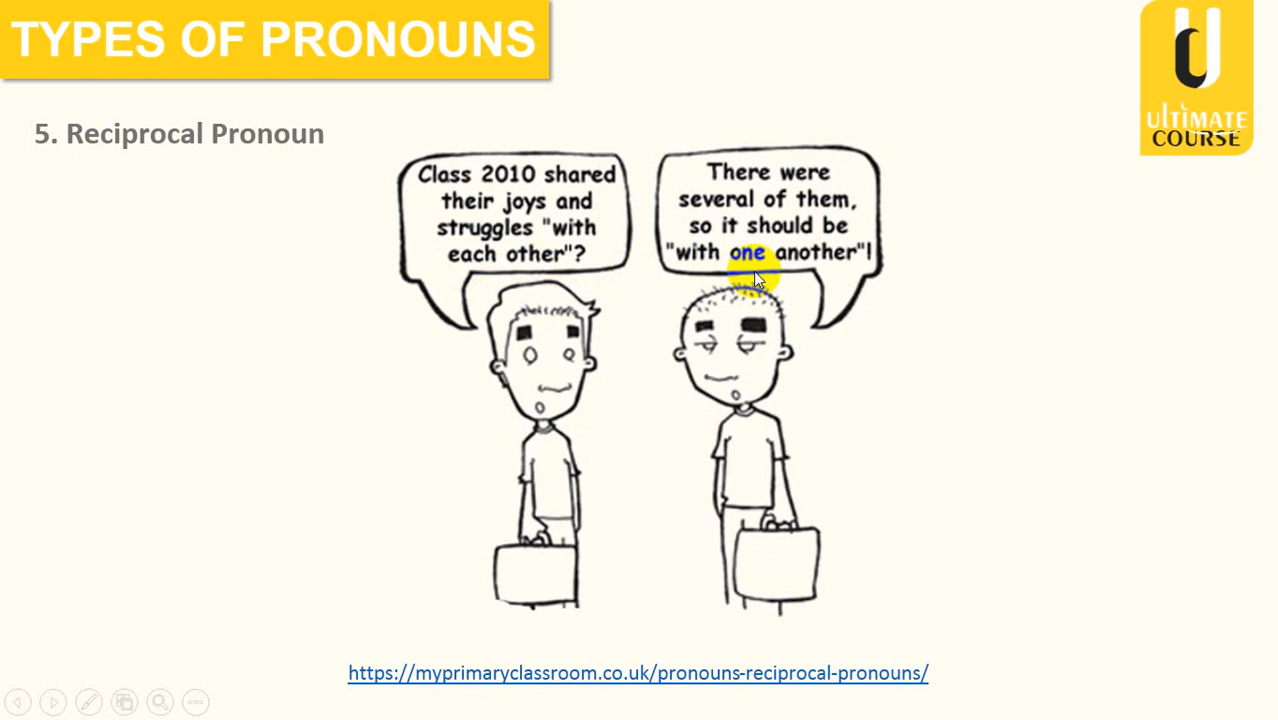 TYPES OF PRONOUNS
ULTIMATE
COURSE
5. Reciprocal Pronoun
Class 2010 shared
their joys and
struggles "with
each other"?
There were
several of them,
so it should be
"with one another"!
https://myprimaryclassroom.co.uk/pronouns-reciprocal-pronouns/